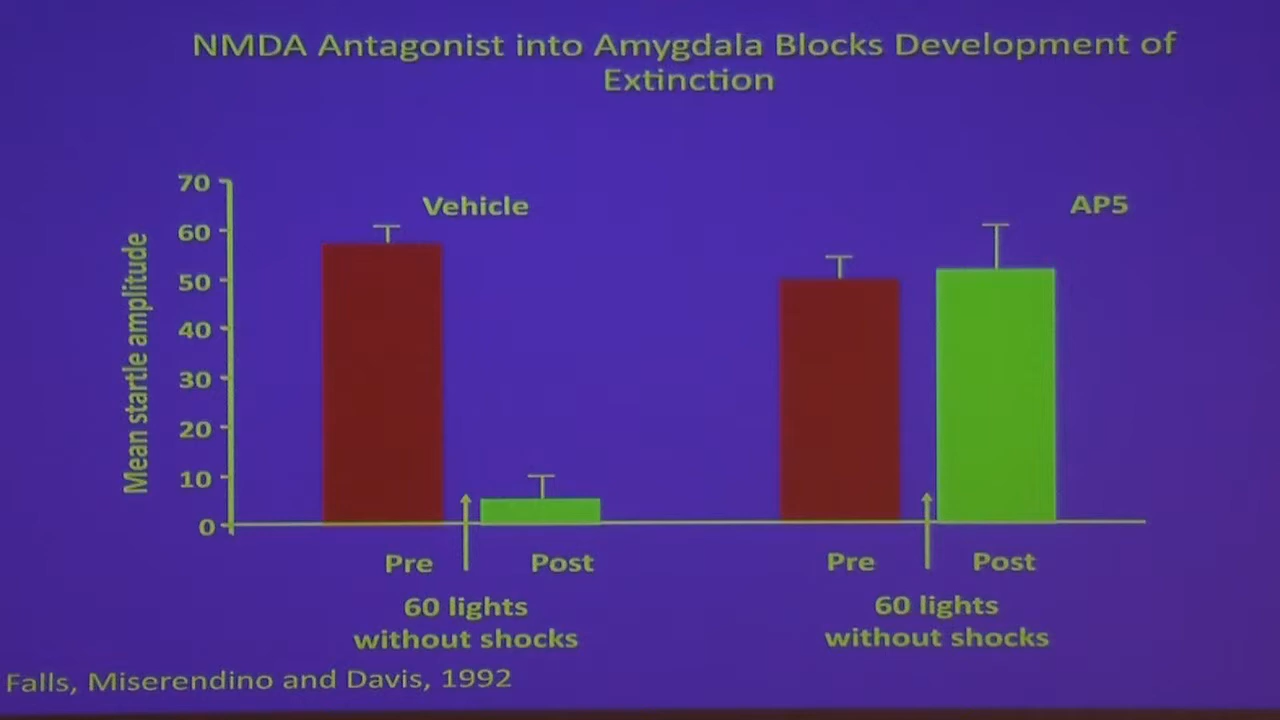 NMDA Antagonist into Amygdala Blocks Development of
Extinction
70
60
50
40
30
20
10
0
Mean startle amplitude
Vehicle
AP5
Pre
Post
Pre
Post
60 lights
without shocks
60 lights
without shocks
Falls, Miserendino and Davis, 1992